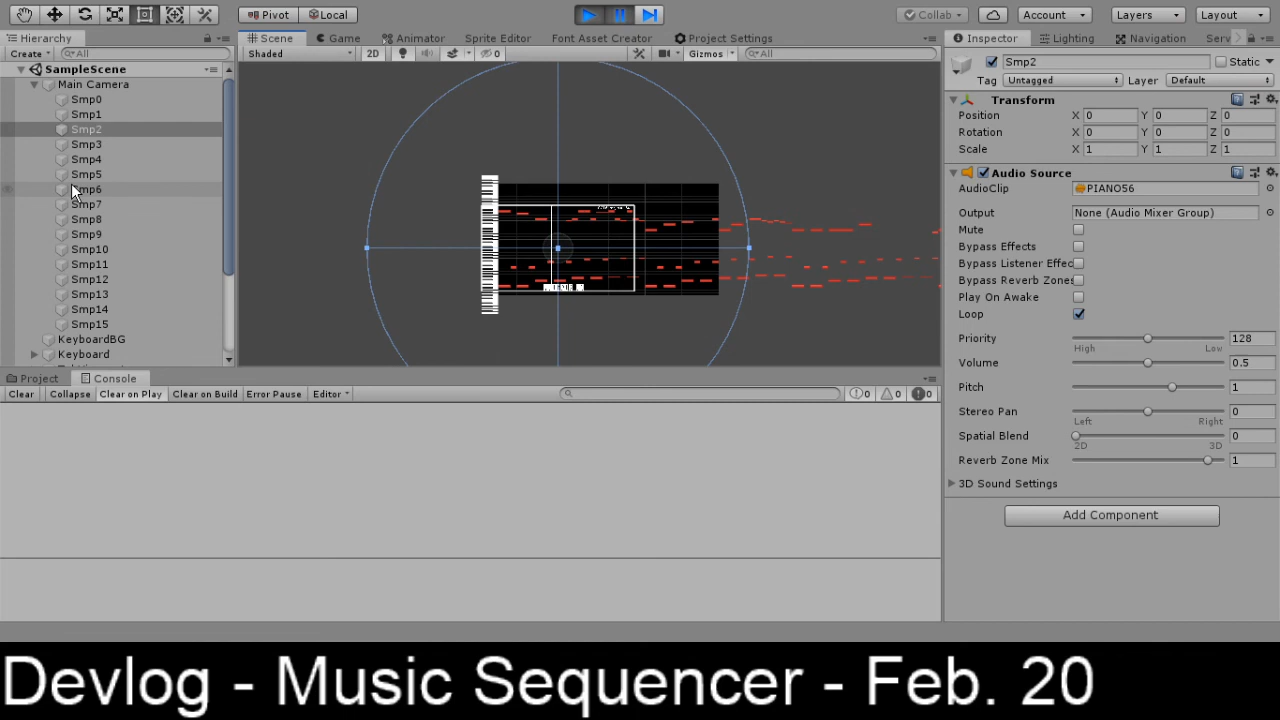 Pivot Local Collab Account Layers Layout
Hierarchy Scene Game Animator Sprite Editor Font Asset Creator Project Settings Inspector Lighting Navigation Serv
Create All Shaded 2D 0 Gizmos All
SampleScene
Main Camera
Smp0
Smp1
Smp2
Smp3
Smp4
Smp5
Smp6
Smp7
Smp8
Smp9
Smp10
Smp11
Smp12
Smp13
Smp14
Smp15
KeyboardBG
Keyboard
Smp2 Static
Tag Untagged Layer Default
Transform
Position X 0 Y 0 Z 0
Rotation X 0 Y 0 Z 0
Scale X 1 Y 1 Z 1
Audio Source
AudioClip PIANO56
Output None (Audio Mixer Group)
Mute
Bypass Effects
Bypass Listener Effec
Bypass Reverb Zones
Play On Awake
Loop
Priority 128
High Low
Volume 0.5
Pitch 1
Stereo Pan 0
Left Right
Spatial Blend 0
2D 3D
Reverb Zone Mix 1
3D Sound Settings
Add Component
Project Console
Clear Collapse Clear on Play Clear on Build Error Pause Editor 0 0 0
Devlog - Music Sequencer - Feb. 20